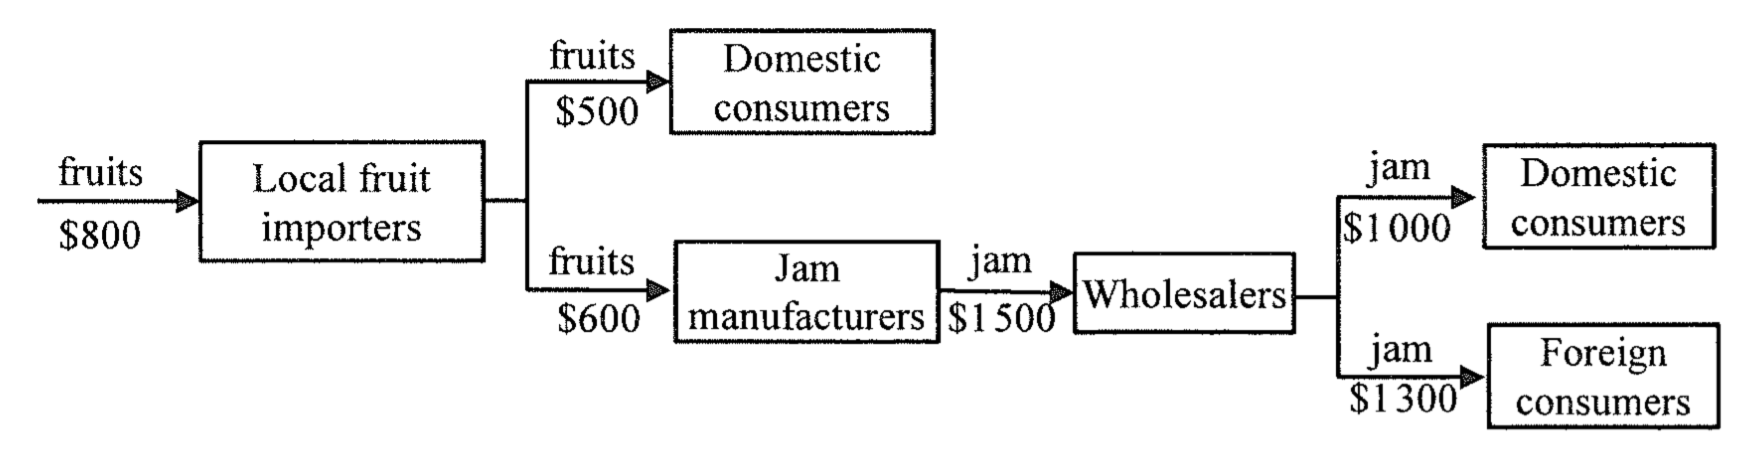 fruits
$800
Local fruit
importers
fruits
$500
Domestic
consumers
fruits
$600
Jam
manufacturers
jam
$1500
Wholesalers
jam
$1000
Domestic
consumers
jam
$1300
Foreign
consumers